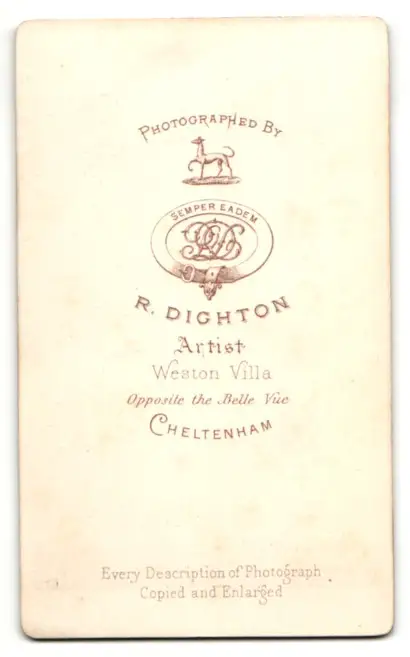 PHOTOGRAPHED BY
SEMPER EADEM
R. DIGHTON
Artist
Weston Villa
Opposite the Belle Vue
CHELTENHAM
Every Description of Photograph
Copied and Enlarged